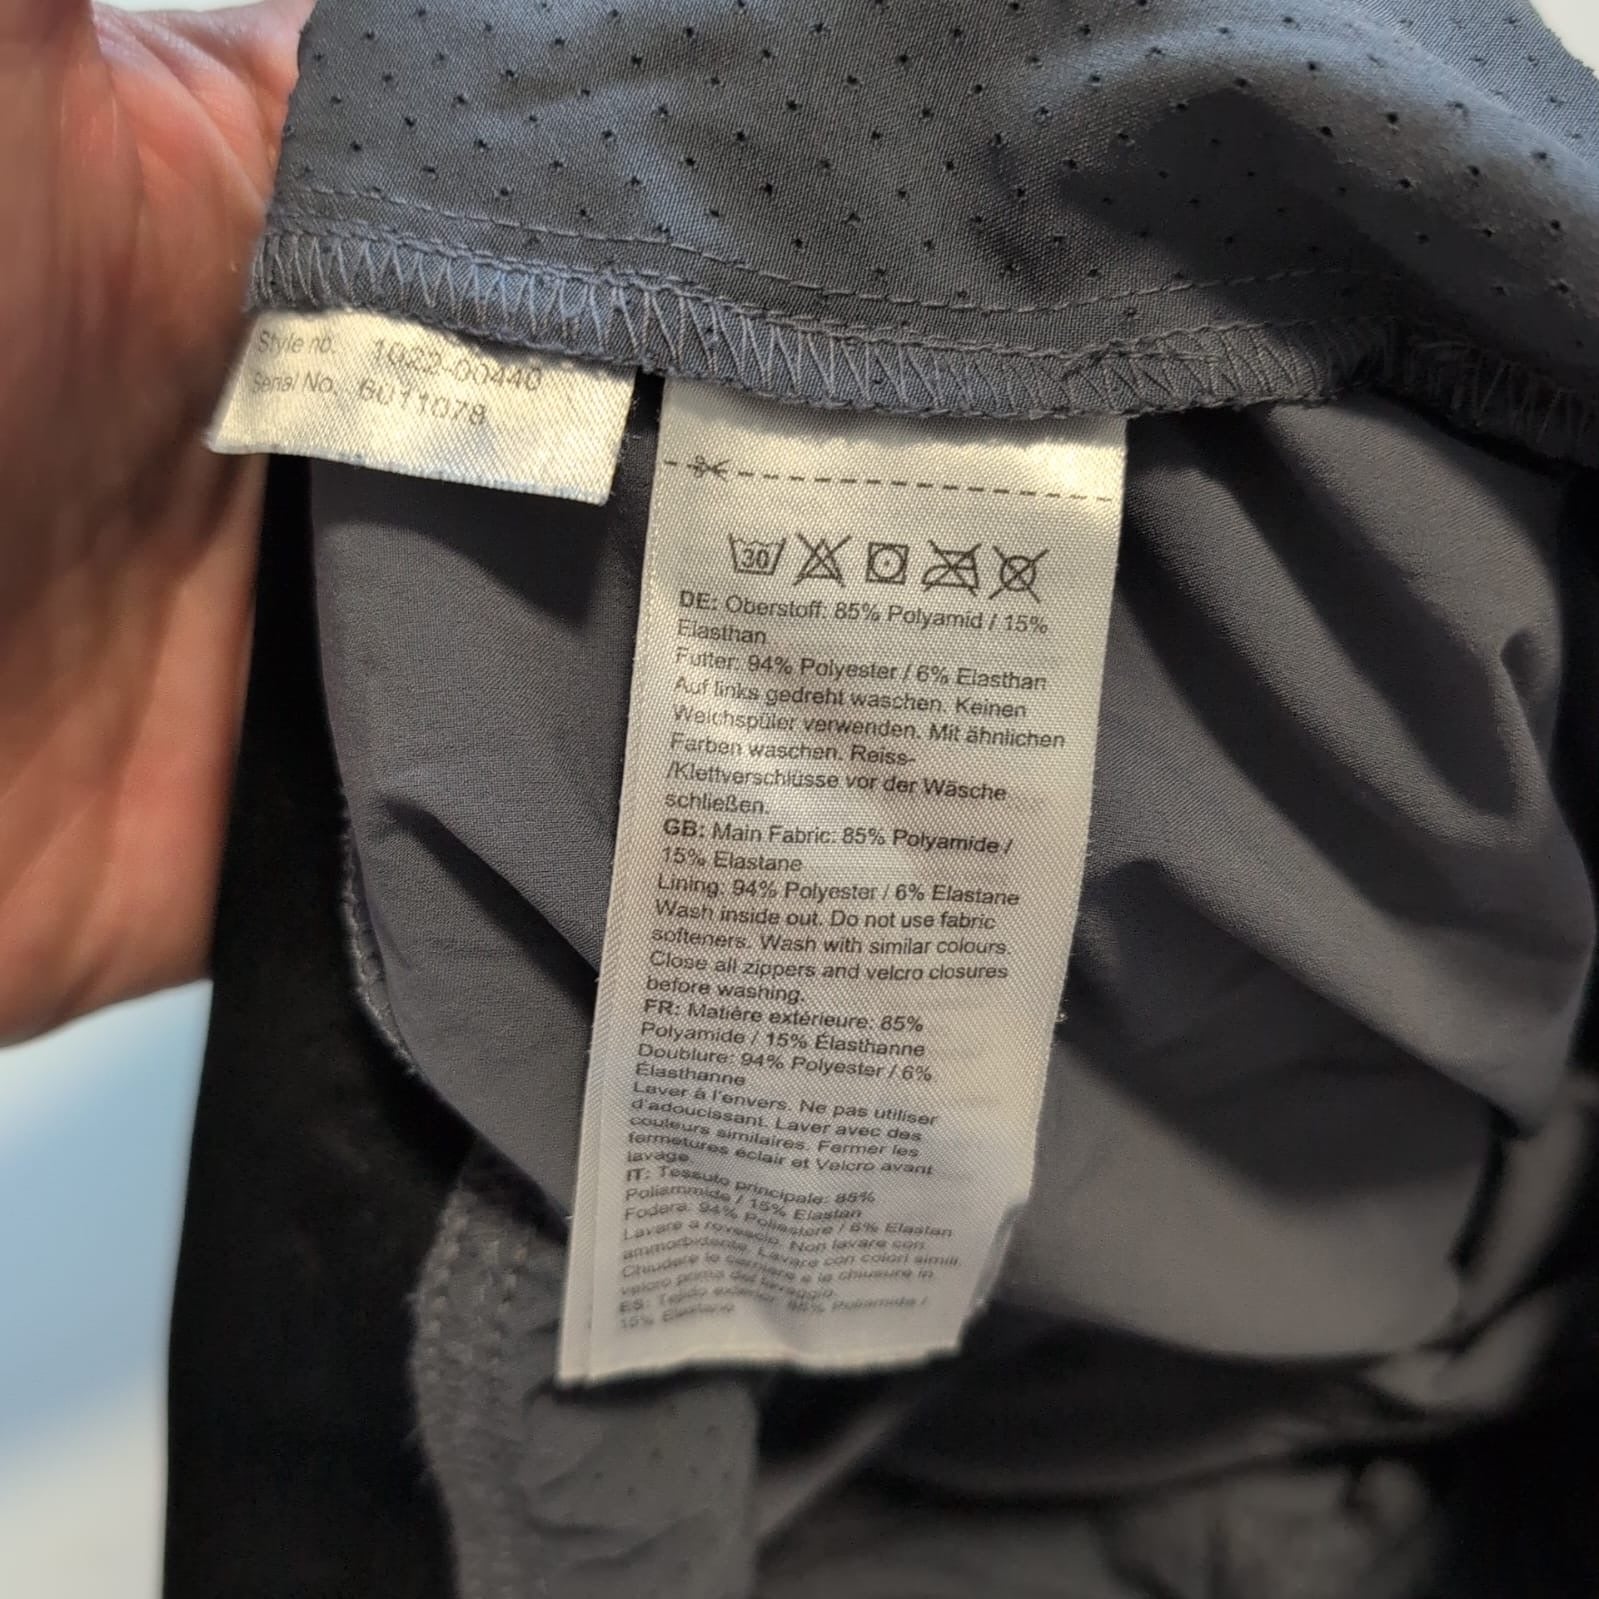 Style no. 1022-00440
Serial No. 6011078
30
DE: Oberstoff: 85% Polyamid / 15%
Elasthan
Futter: 94% Polyester / 6% Elasthan
Auf links gedreht waschen. Keinen
Weichspüler verwenden. Mit ähnlichen
Farben waschen. Reiss-
/Klettverschlüsse vor der Wäsche
schließen.
GB: Main Fabric: 85% Polyamide /
15% Elastane
Lining: 94% Polyester / 6% Elastane
Wash inside out. Do not use fabric
softeners. Wash with similar colours.
Close all zippers and velcro closures
before washing.
FR: Matière extérieure: 85%
Polyamide / 15% Élasthanne
Doublure: 94% Polyester / 6%
Élasthanne
Laver à l'envers. Ne pas utiliser
d'adoucissant. Laver avec des
couleurs similaires. Fermer les
fermetures éclair et Velcro avant
lavage.
IT: Tessuto principale: 85%
Poliammide / 15% Elastan
Fodera: 94% Poliestere / 6% Elastan
Lavare a rovescio. Non lavare con
ammorbidente. Lavare con colori simili.
Chiudere le cerniere e le chiusure in
velcro prima del lavaggio.
ES: Tejido exterior: 85% Poliamida /
15% Elastano